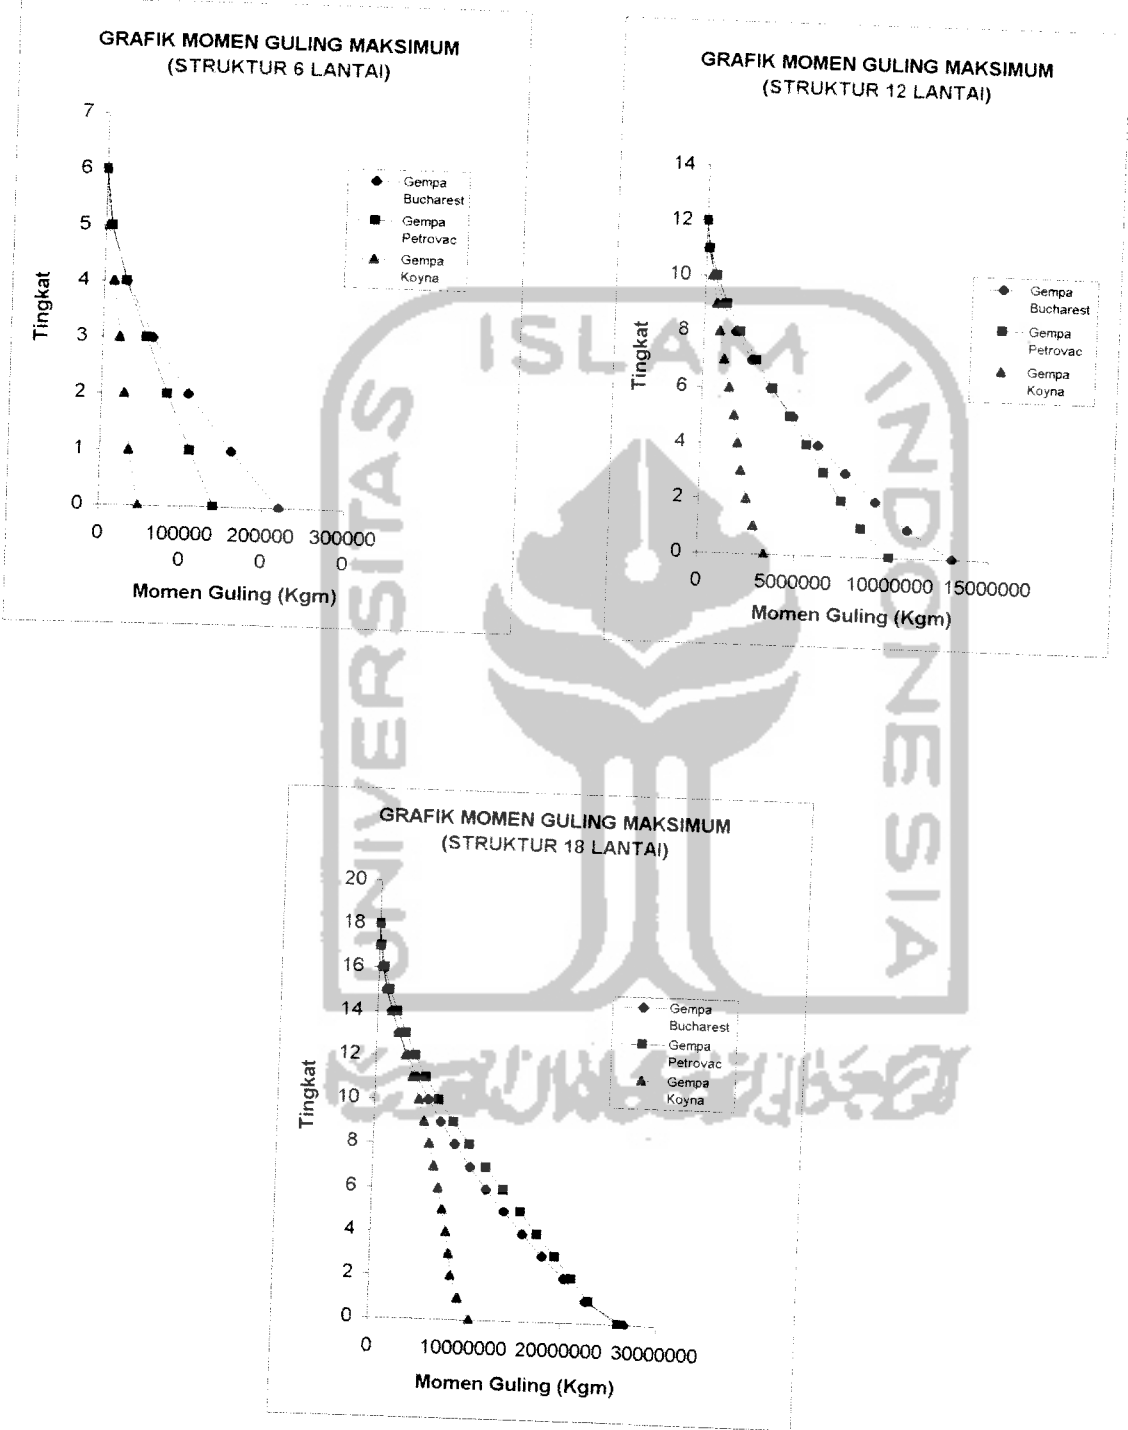 GRAFIK MOMEN GULING MAKSIMUM
(STRUKTUR 6 LANTAI)
7
6
5
4
3
2
1
0
Tingkat
0
100000
0
200000
0
300000
0
Momen Guling (Kgm)
Gempa
Bucharest
Gempa
Petrovac
Gempa
Koyna
GRAFIK MOMEN GULING MAKSIMUM
(STRUKTUR 12 LANTAI)
14
12
10
8
6
4
2
0
Tingkat
0
5000000
10000000
15000000
Momen Guling (Kgm)
Gempa
Bucharest
Gempa
Petrovac
Gempa
Koyna
GRAFIK MOMEN GULING MAKSIMUM
(STRUKTUR 18 LANTAI)
20
18
16
14
12
10
8
6
4
2
0
Tingkat
0
10000000
20000000
30000000
Momen Guling (Kgm)
Gempa
Bucharest
Gempa
Petrovac
Gempa
Koyna
UNIVERSITAS
ISLAM
INDONESIA